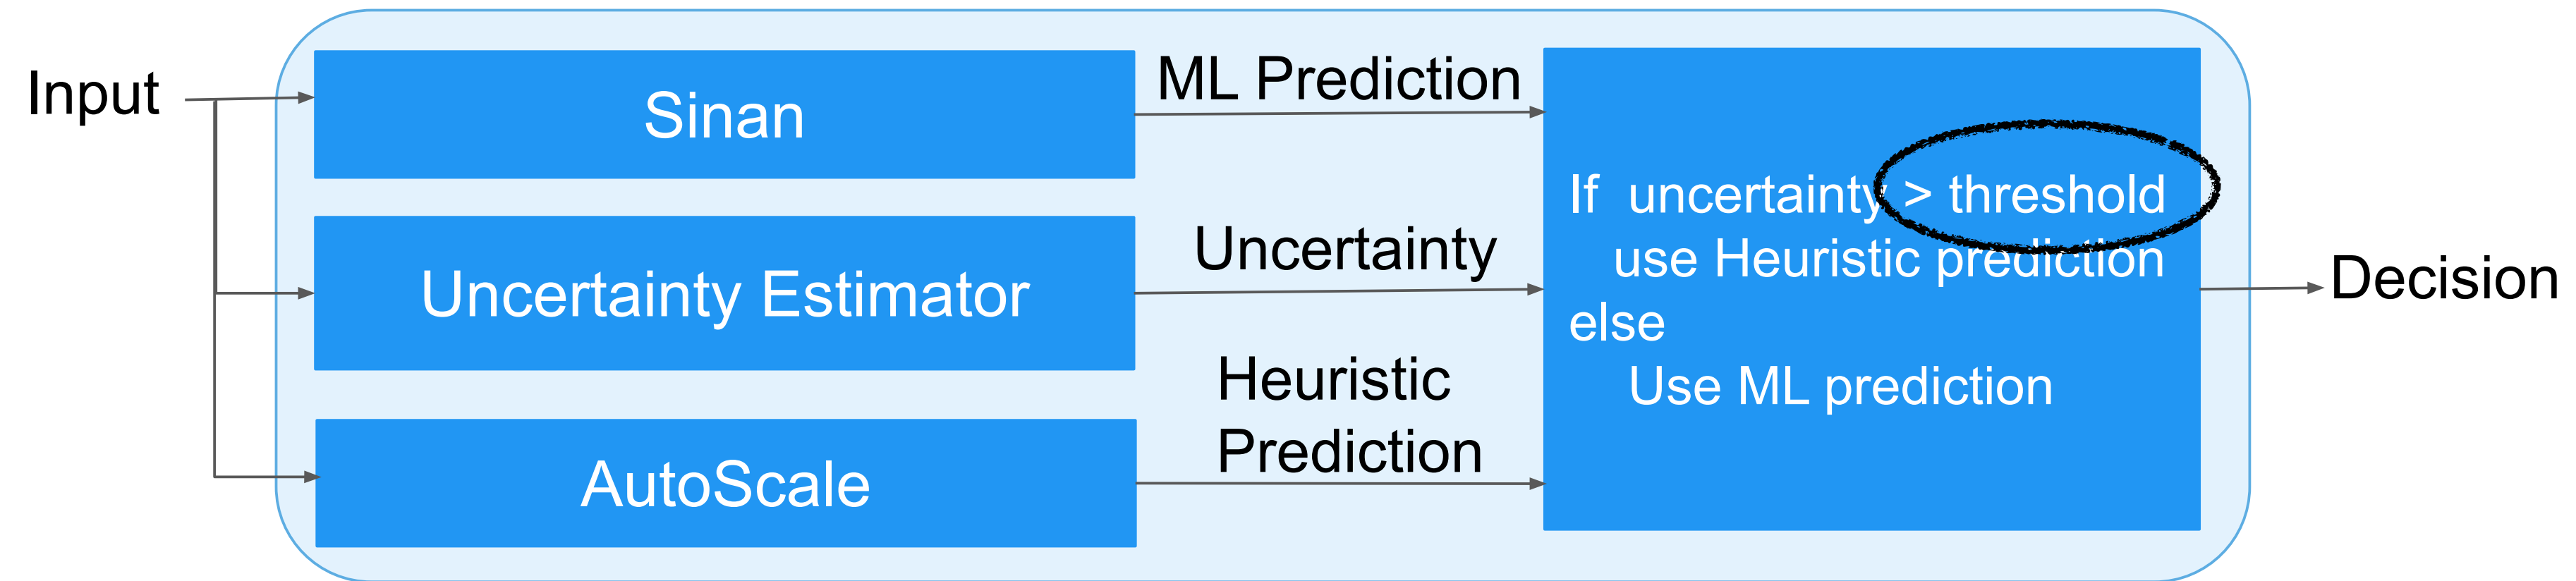 Input
Sinan
ML Prediction
Uncertainty Estimator
Uncertainty
AutoScale
Heuristic
Prediction
If uncertainty > threshold
use Heuristic prediction
else
Use ML prediction
Decision